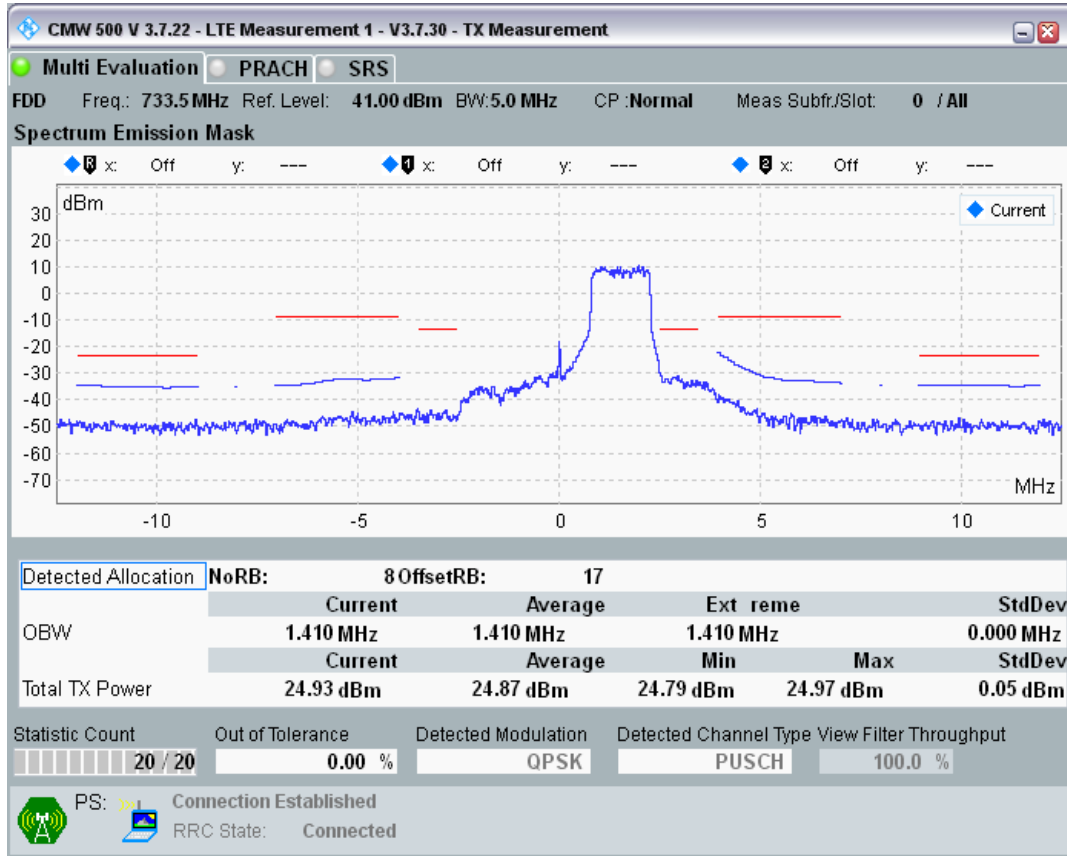 CMW 500 V 3.7.22 - LTE Measurement 1 - V3.7.30 - TX Measurement
Multi Evaluation PRACH SRS
FDD Freq.: 733.5 MHz Ref. Level: 41.00 dBm BW:5.0 MHz CP :Normal Meas Subfr./Slot: 0 / All
Spectrum Emission Mask
R x: Off y: --- 1 x: Off y: --- 2 x: Off y: ---
dBm
Current
30
20
10
0
-10
-20
-30
-40
-50
-60
-70
MHz
-10 -5 0 5 10
Detected Allocation NoRB: 8 OffsetRB: 17
Current Average Ext reme StdDev
OBW 1.410 MHz 1.410 MHz 1.410 MHz 0.000 MHz
Current Average Min Max StdDev
Total TX Power 24.93 dBm 24.87 dBm 24.79 dBm 24.97 dBm 0.05 dBm
Statistic Count Out of Tolerance Detected Modulation Detected Channel Type View Filter Throughput
20 / 20 0.00 % QPSK PUSCH 100.0 %
PS: Connection Established
RRC State: Connected